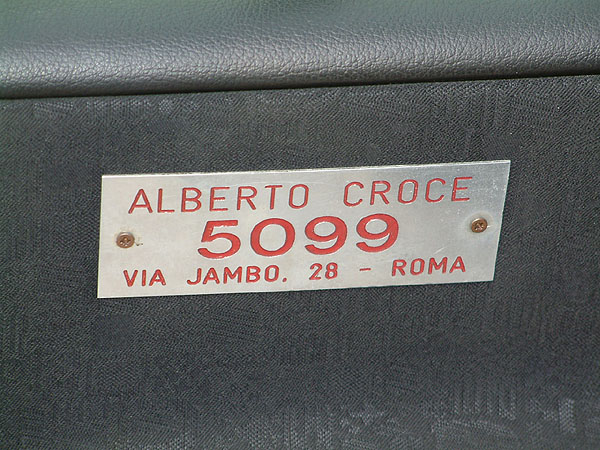 ALBERTO CROCE
5099
VIA JAMBO. 28 - ROMA